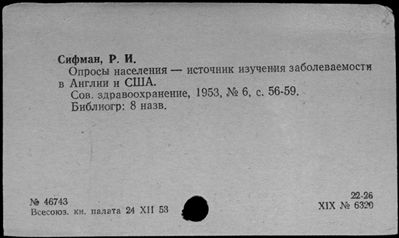 Сифман, Р. И.
Опросы населения — источник изучения заболеваемости
в Англии и США.
Сов. здравоохранение, 1953, № 6, с. 56-59.
Библиогр: 8 назв.
№ 46743
Всесоюз. кн. палата 24 XII 53
22-26
XIX № 6320